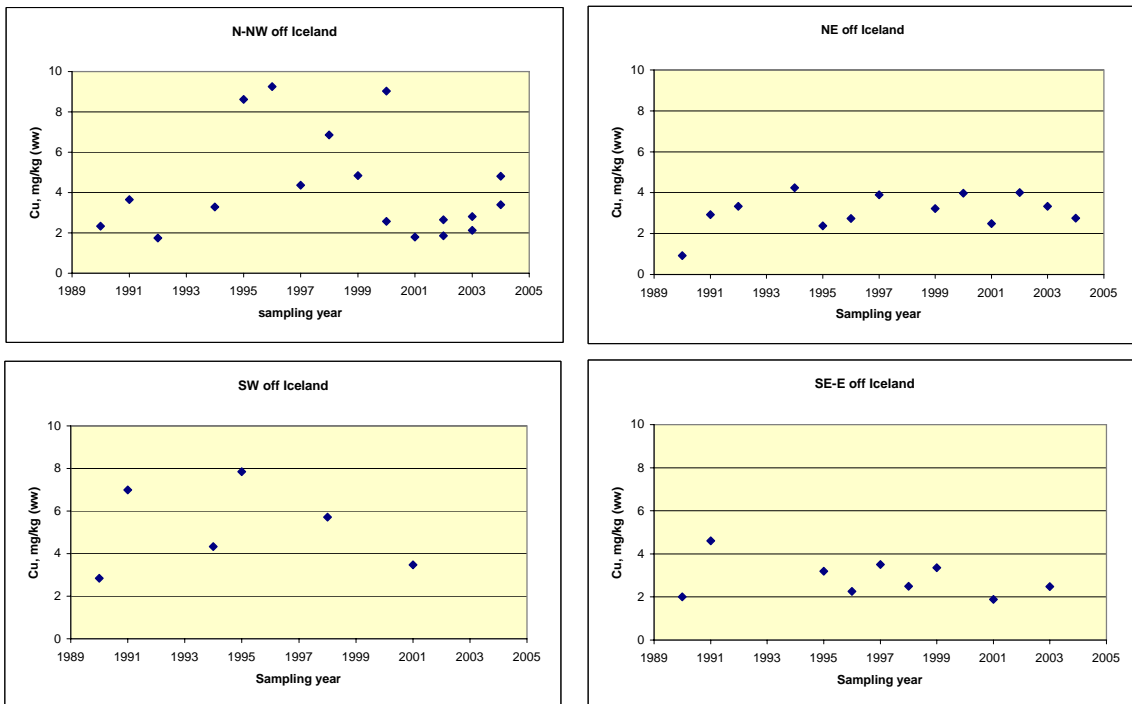 N-NW off Iceland
Cu, mg/kg (ww)
10
8
6
4
2
0
1989 1991 1993 1995 1997 1999 2001 2003 2005
sampling year
NE off Iceland
Cu, mg/kg (ww)
10
8
6
4
2
0
1989 1991 1993 1995 1997 1999 2001 2003 2005
Sampling year
SW off Iceland
Cu, mg/kg (ww)
10
8
6
4
2
0
1989 1991 1993 1995 1997 1999 2001 2003 2005
Sampling year
SE-E off Iceland
Cu, mg/kg (ww)
10
8
6
4
2
0
1989 1991 1993 1995 1997 1999 2001 2003 2005
Sampling year